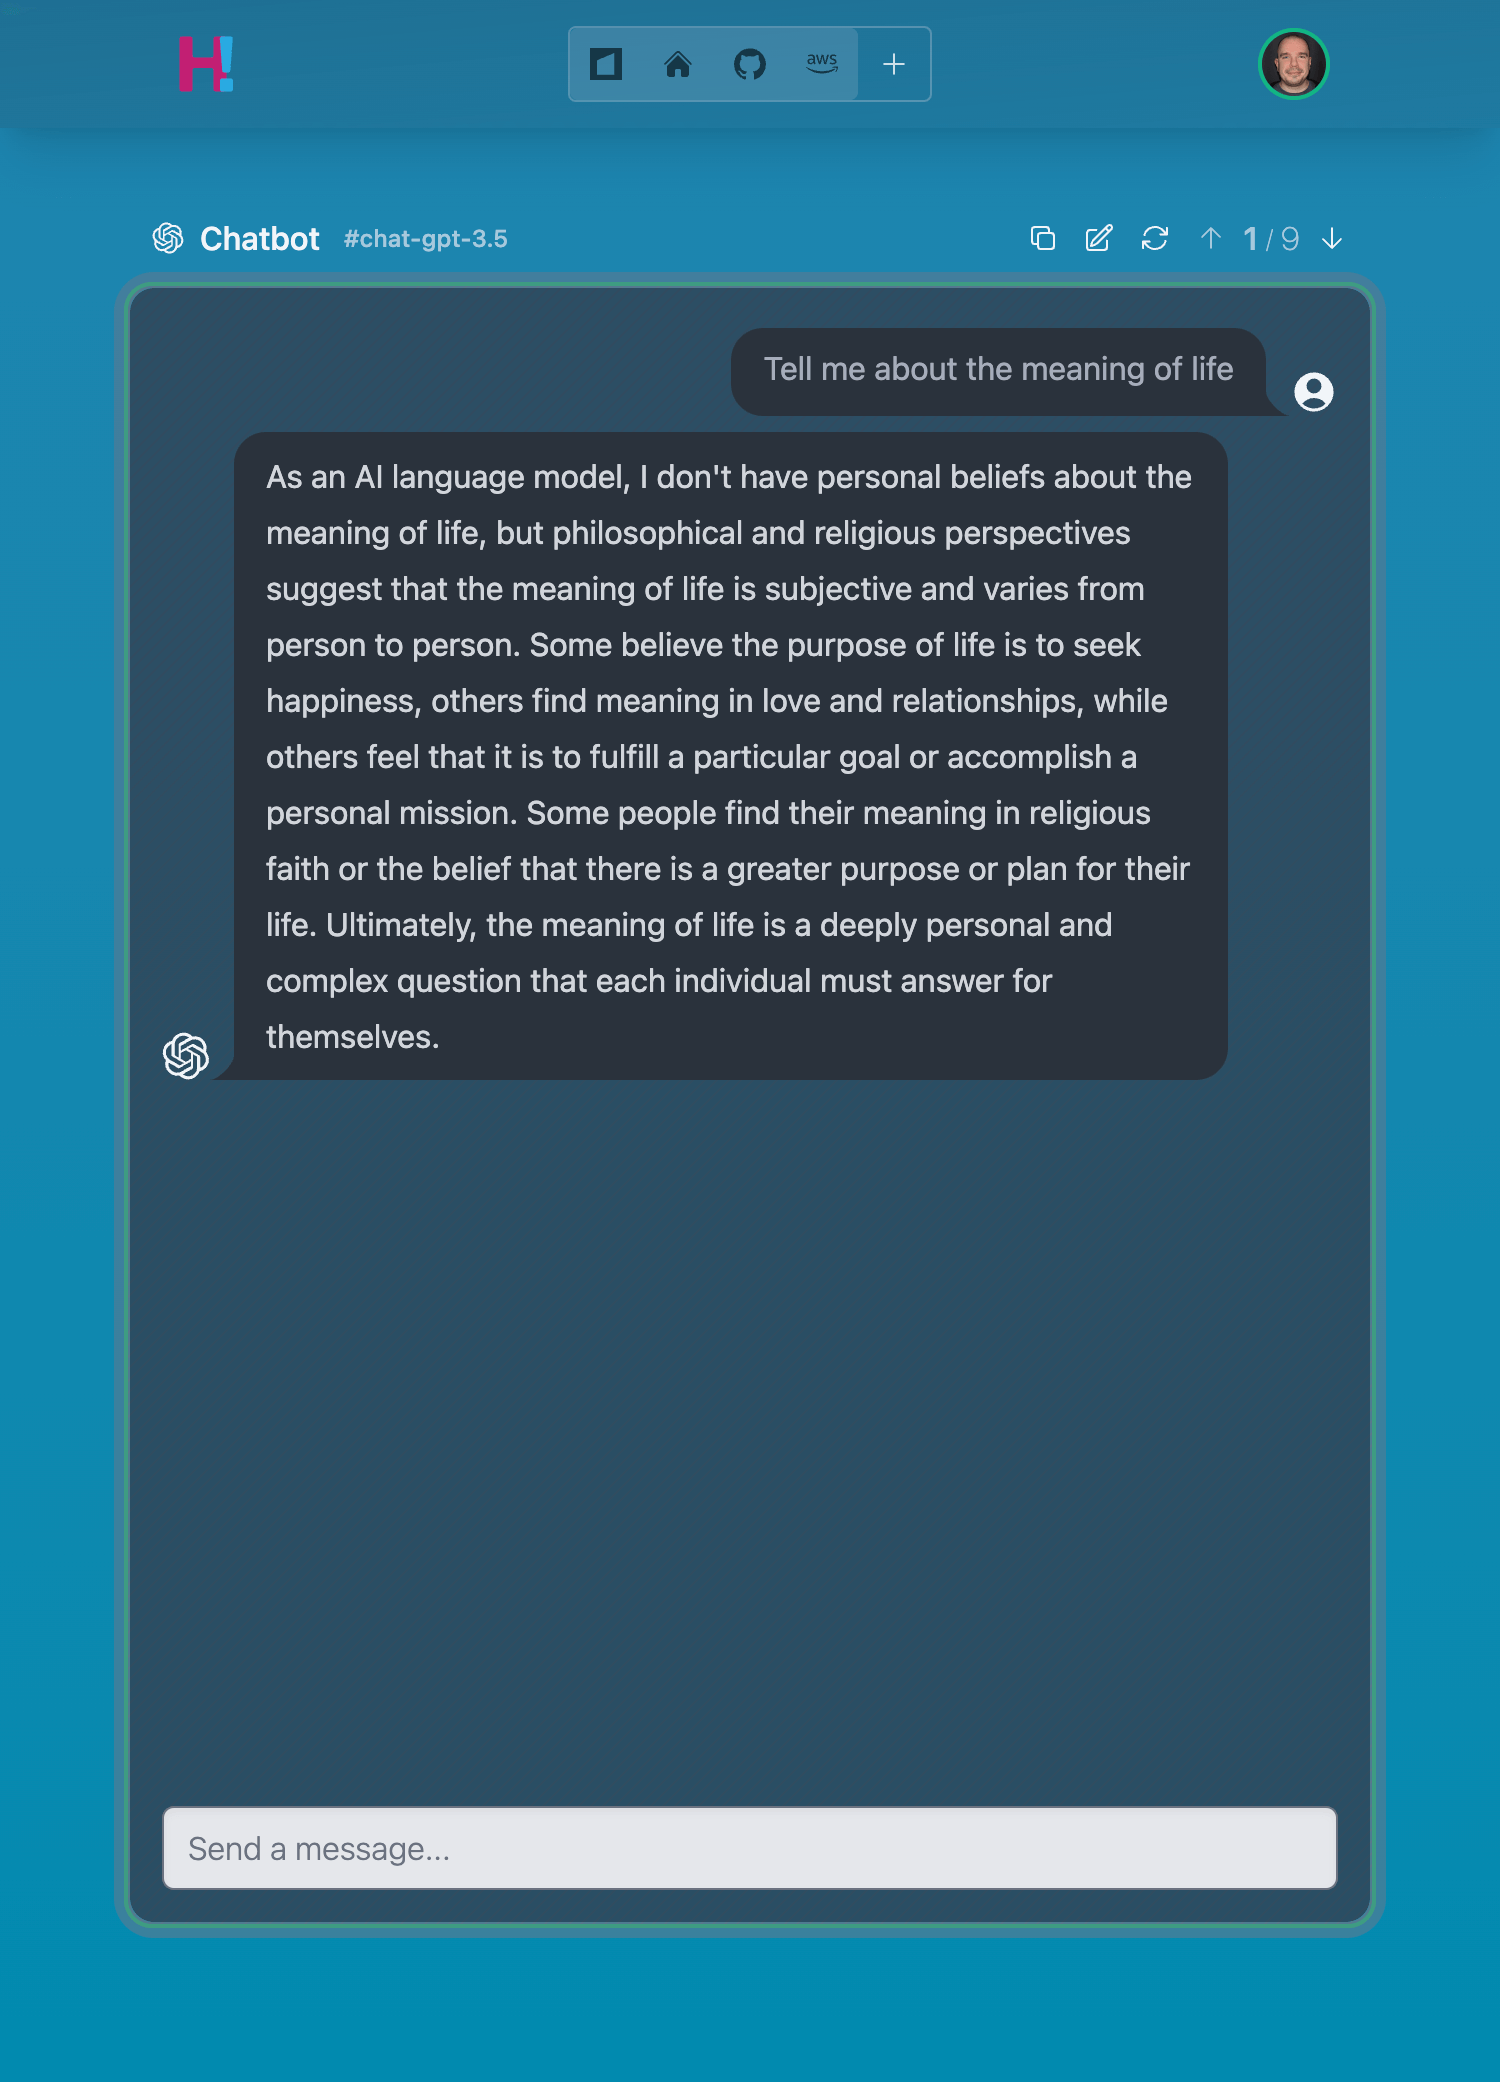 H!
aws
Chatbot #chat-gpt-3.5 1/9
Tell me about the meaning of life
As an AI language model, I don't have personal beliefs about the
meaning of life, but philosophical and religious perspectives
suggest that the meaning of life is subjective and varies from
person to person. Some believe the purpose of life is to seek
happiness, others find meaning in love and relationships, while
others feel that it is to fulfill a particular goal or accomplish a
personal mission. Some people find their meaning in religious
faith or the belief that there is a greater purpose or plan for their
life. Ultimately, the meaning of life is a deeply personal and
complex question that each individual must answer for
themselves.
Send a message...